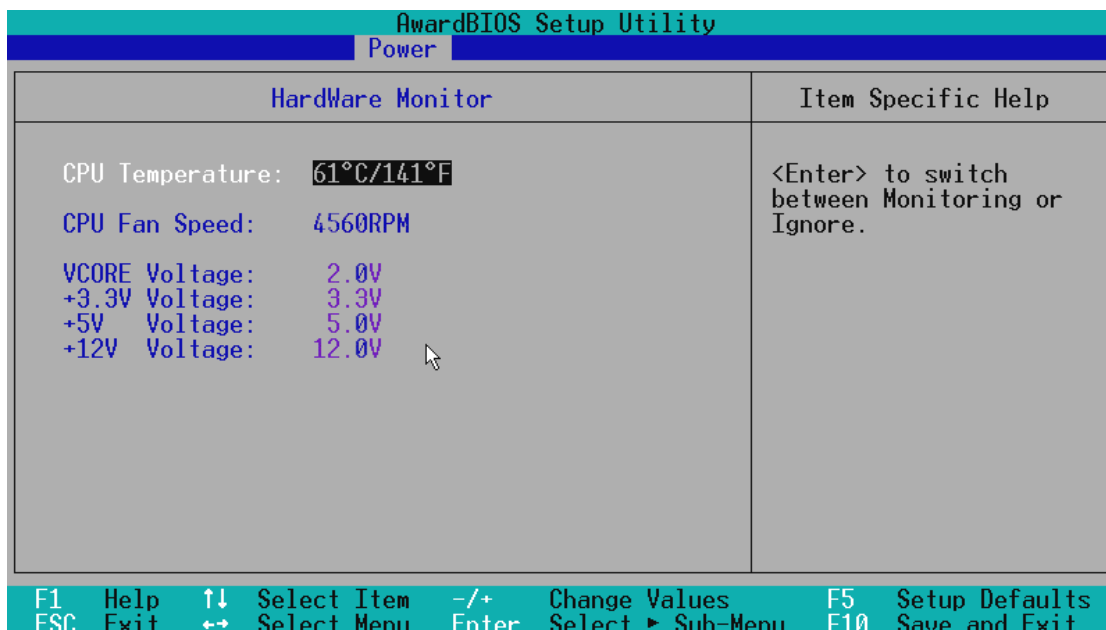 AwardBIOS Setup Utility
Power
HardWare Monitor
Item Specific Help
CPU Temperature: 61°C/141°F
CPU Fan Speed: 4560RPM
VCORE Voltage: 2.0V
+3.3V Voltage: 3.3V
+5V Voltage: 5.0V
+12V Voltage: 12.0V
<Enter> to switch
between Monitoring or
Ignore.
F1 Help ↑↓ Select Item -/+ Change Values F5 Setup Defaults
ESC Exit ←→ Select Menu Enter Select ► Sub-Menu F10 Save and Exit